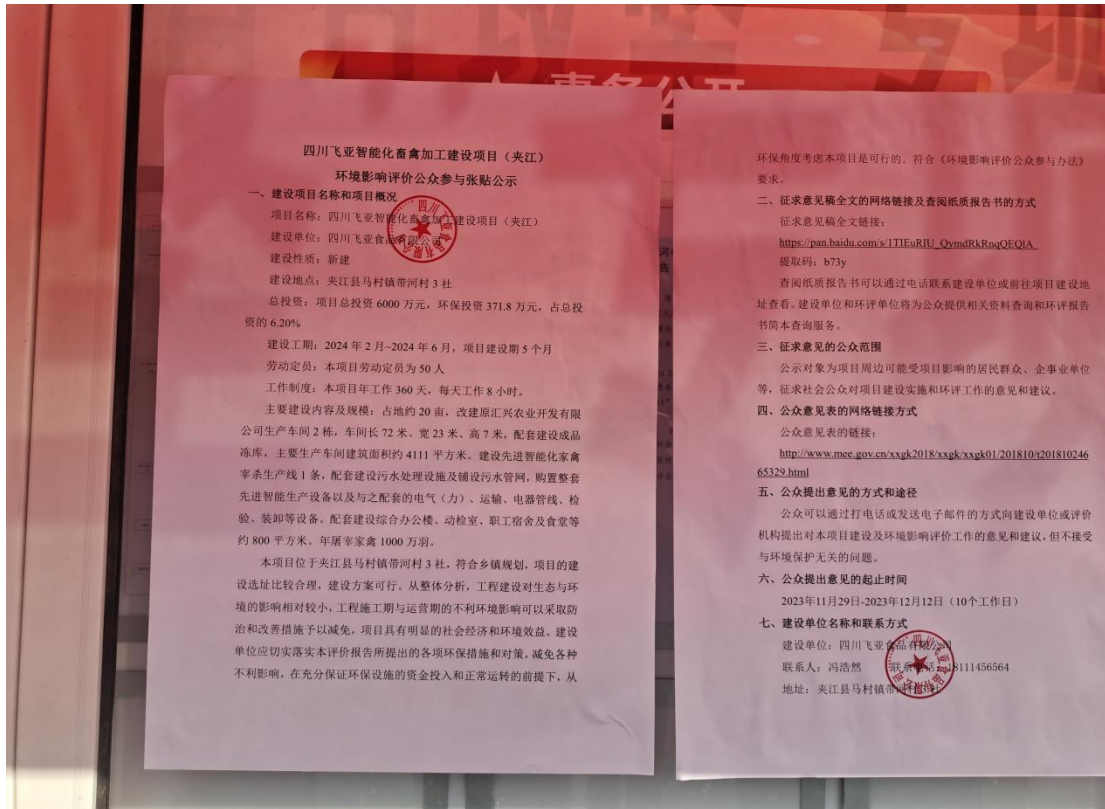 事务公开
四川飞亚智能化畜禽加工建设项目（夹江）
环境影响评价公众参与张贴公示
一、建设项目名称和项目概况
项目名称：四川飞亚智能化畜禽加工建设项目（夹江）
建设单位：四川飞亚食品有限公司
建设性质：新建
建设地点：夹江县马村镇带河村 3 社
总投资：项目总投资 6000 万元，环保投资 371.8 万元，占总投
资的 6.20%
建设工期：2024 年 2 月~2024 年 6 月，项目建设期 5 个月
劳动定员：本项目劳动定员为 50 人
工作制度：本项目年工作 360 天，每天工作 8 小时。
主要建设内容及规模：占地约 20 亩，改建原汇兴农业开发有限
公司生产车间 2 栋，车间长 72 米、宽 23 米、高 7 米，配套建设成品
冻库，主要生产车间建筑面积约 4111 平方米。建设先进智能化家禽
宰杀生产线 1 条，配套建设污水处理设施及铺设污水管网，购置整套
先进智能生产设备以及与之配套的电气（力）、运输、电器管线、检
验、装卸等设备。配套建设综合办公楼、动检室、职工宿舍及食堂等
约 800 平方米。年屠宰家禽 1000 万羽。
本项目位于夹江县马村镇带河村 3 社，符合乡镇规划，项目的建
设选址比较合理，建设方案可行。从整体分析，工程建设对生态与环
境的影响相对较小，工程施工期与运营期的不利环境影响可以采取防
治和改善措施予以减免，项目具有明显的社会经济和环境效益。建设
单位应切实落实本评价报告所提出的各项环保措施和对策，减免各种
不利影响，在充分保证环保设施的资金投入和正常运转的前提下，从
环保角度考虑本项目是可行的。符合《环境影响评价公众参与办法》
要求。
二、征求意见稿全文的网络链接及查阅纸质报告书的方式
征求意见稿全文链接：
https://pan.baidu.com/s/1TIEuRIU_QymdRkRnqQEQlA
提取码：b73y
查阅纸质报告书可以通过电话联系建设单位或前往项目建设地
址查看。建设单位和环评单位将为公众提供相关资料查询和环评报告
书简本查询服务。
三、征求意见的公众范围
公示对象为项目周边可能受项目影响的居民群众、企事业单位
等，征求社会公众对项目建设实施和环评工作的意见和建议。
四、公众意见表的网络链接方式
公众意见表的链接：
http://www.mee.gov.cn/xxgk2018/xxgk/xxgk01/201810/t20181024
65329.html
五、公众提出意见的方式和途径
公众可以通过打电话或发送电子邮件的方式向建设单位或评价
机构提出对本项目建设及环境影响评价工作的意见和建议，但不接受
与环境保护无关的问题。
六、公众提出意见的起止时间
2023年11月29日-2023年12月12日（10个工作日）
七、建设单位名称和联系方式
建设单位：四川飞亚食品有限公司
联系人：冯浩然 联系电话：18111456564
地址：夹江县马村镇带河村3社